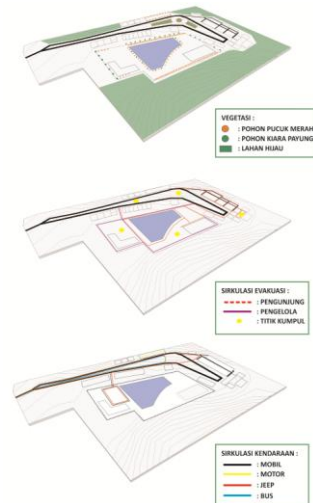 VEGETASI :
: POHON PUCUK MERAH
: POHON KIARA PAYUNG
: LAHAN HIJAU
SIRKULASI EVAKUASI :
: PENGUNJUNG
: PENGELOLA
: TITIK KUMPUL
SIRKULASI KENDARAAN :
: MOBIL
: MOTOR
: JEEP
: BUS